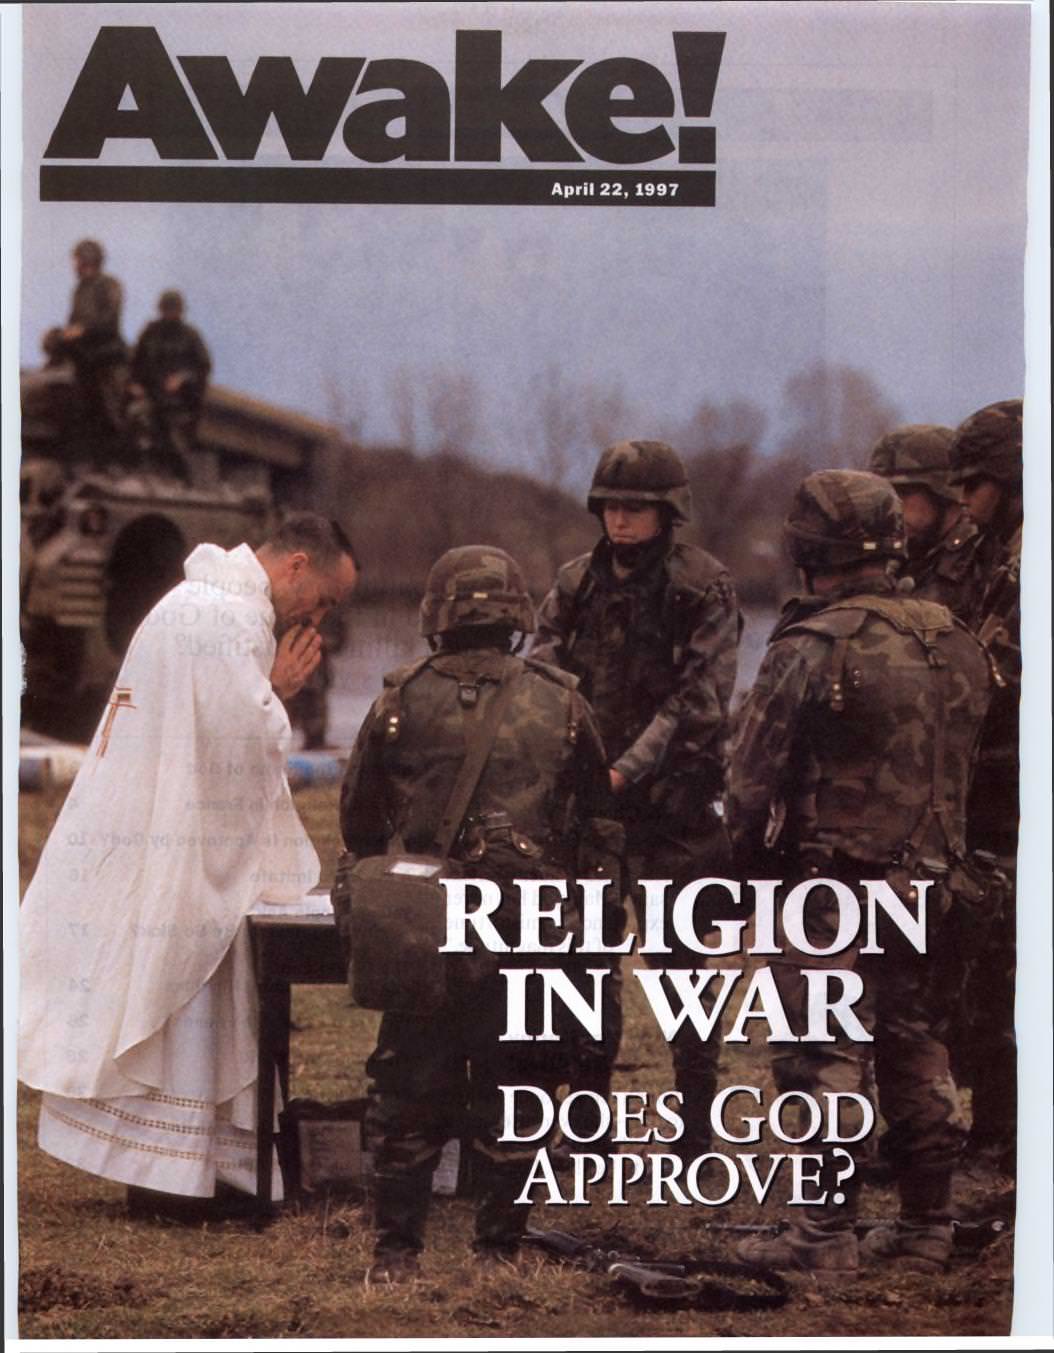 Awake!
April 22, 1997
RELIGION
IN WAR
DOES GOD
APPROVE?